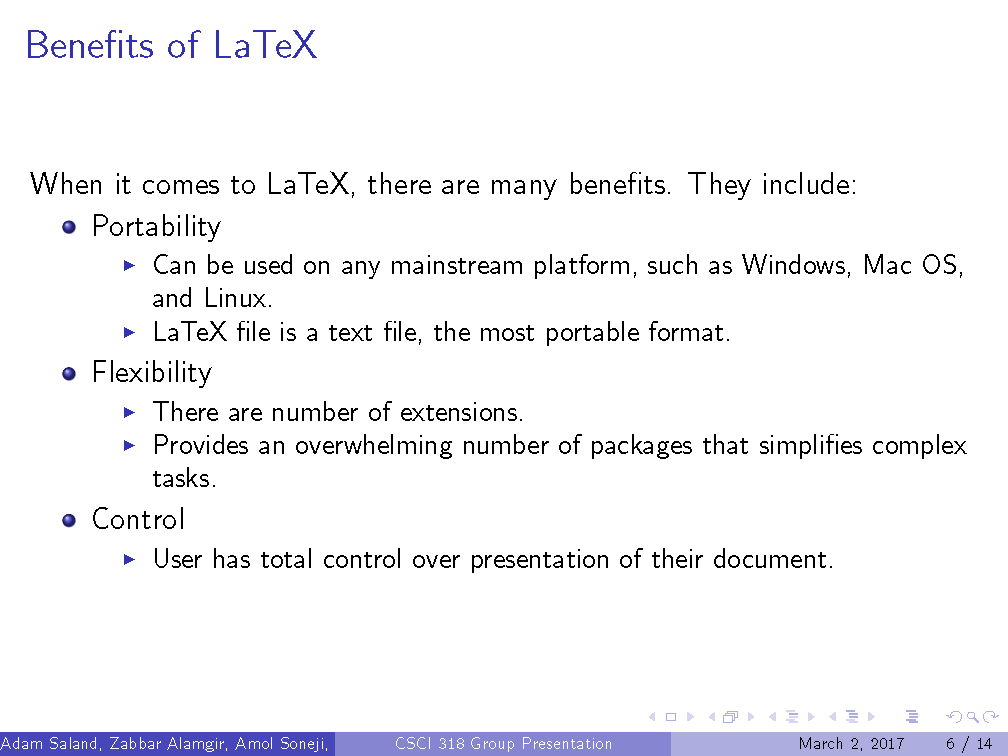 Benefits of LaTeX
When it comes to LaTeX, there are many benefits. They include:
Portability
Can be used on any mainstream platform, such as Windows, Mac OS,
and Linux.
LaTeX file is a text file, the most portable format.
Flexibility
There are number of extensions.
Provides an overwhelming number of packages that simplifies complex
tasks.
Control
User has total control over presentation of their document.
Adam Saland, Zabbar Alamgir, Amol Soneji, CSCI 318 Group Presentation March 2, 2017 6 / 14